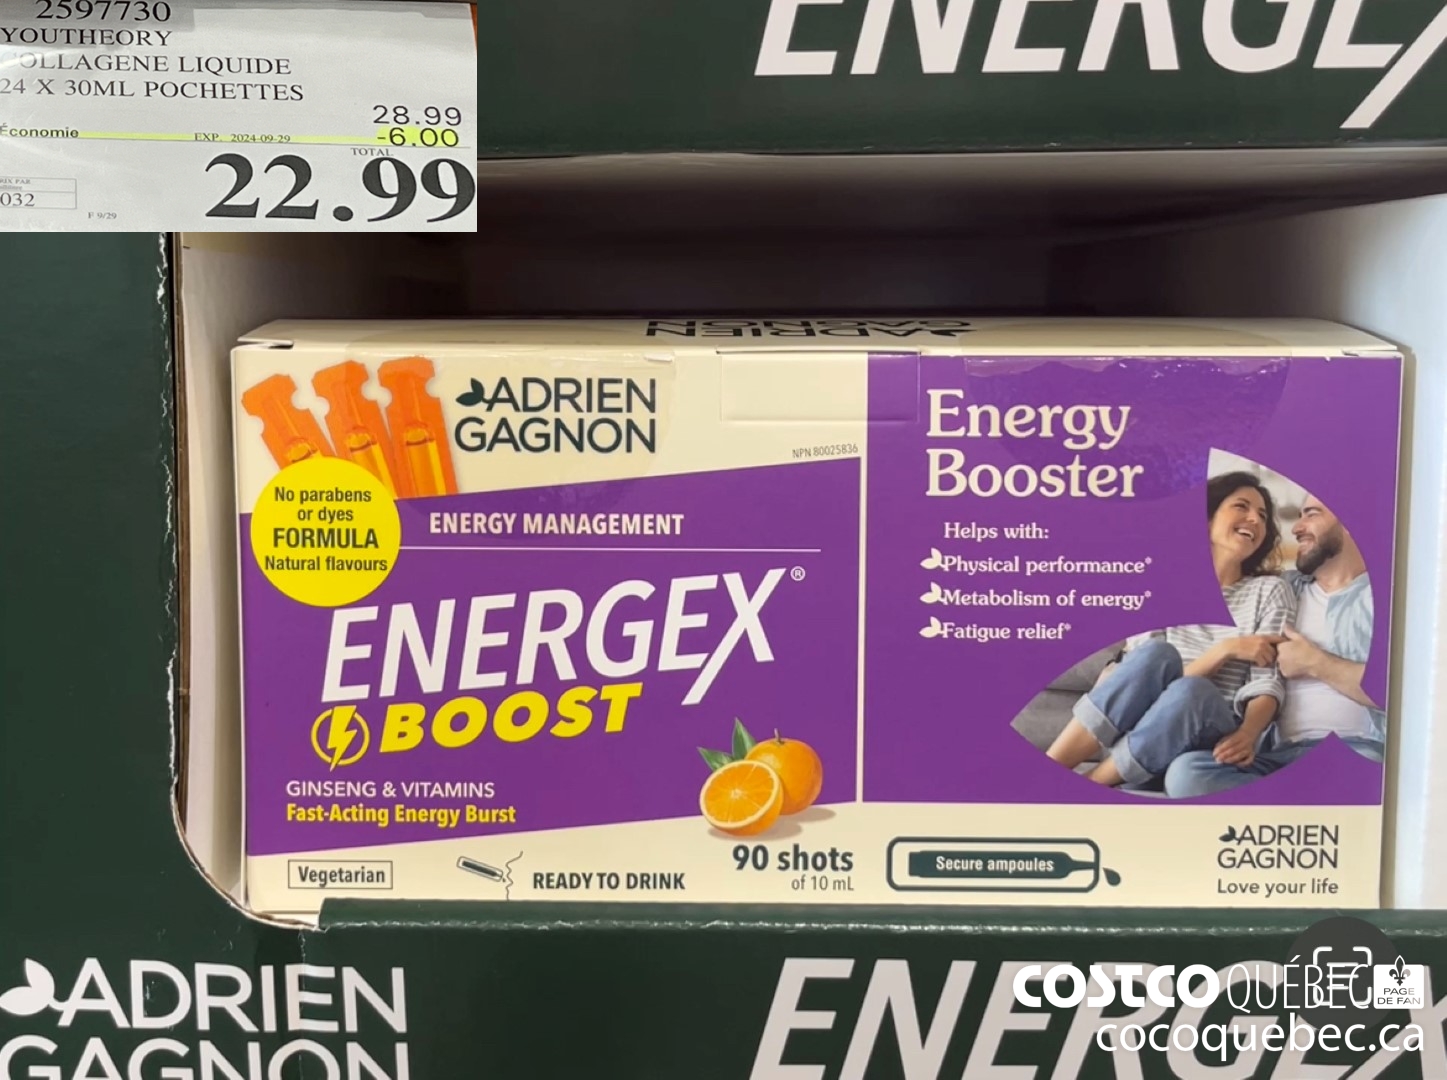 2597730
YOUTHEORY
OLLAGENE LIQUIDE
24 X 30ML POCHETTES
28.99
Économie
EXP. 2024-09-29
-6.00
TOTAL
22.99
032
F 9/29
ENERGEX
ADRIEN
GAGNON
ADRIEN
GAGNON
NPN 80025836
No parabens
or dyes
FORMULA
Natural flavours
ENERGY MANAGEMENT
ENERGEX®
BOOST
GINSENG & VITAMINS
Fast-Acting Energy Burst
Vegetarian
READY TO DRINK
90 shots
of 10 mL
Energy
Booster
Helps with:
Physical performance*
Metabolism of energy*
Fatigue relief*
Secure ampoules
ADRIEN
GAGNON
Love your life
ADRIEN
GAGNON
ENERGEX
COSTCO QUÉBEC
PAGE
DE FAN
cocoquebec.ca